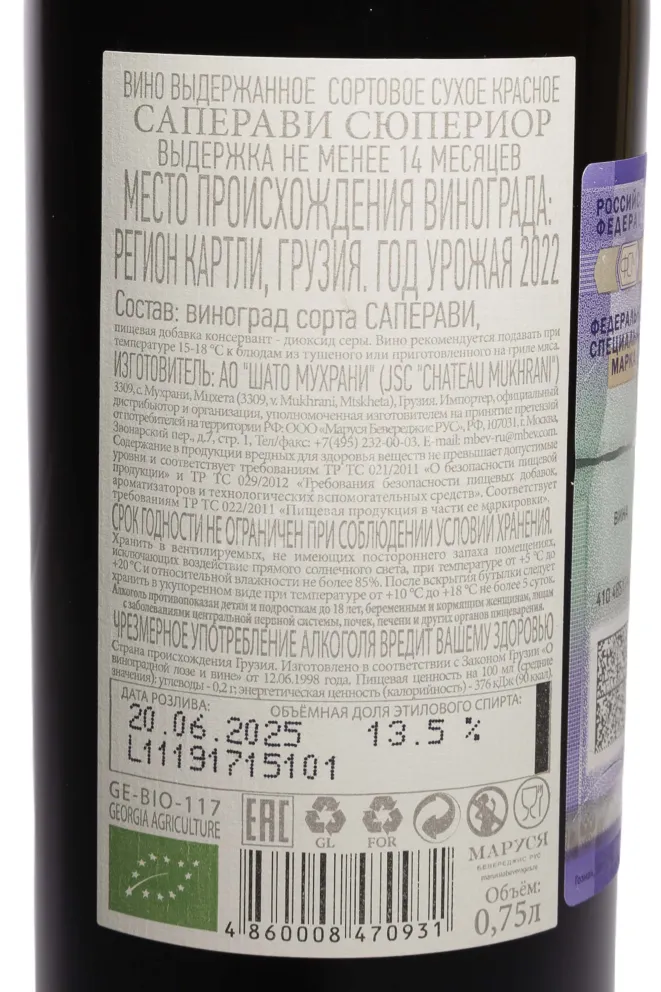 ВИНО ВЫДЕРЖАННОЕ СОРТОВОЕ СУХОЕ КРАСНОЕ
САПЕРАВИ СЮПЕРИОР
ВЫДЕРЖКА НЕ МЕНЕЕ 14 МЕСЯЦЕВ
МЕСТО ПРОИСХОЖДЕНИЯ ВИНОГРАДА:
РЕГИОН КАРТЛИ, ГРУЗИЯ. ГОД УРОЖАЯ 2022
Состав: виноград сорта САПЕРАВИ,
пищевая добавка консервант - диоксид серы. Вино рекомендуется подавать при
температуре 15-18 °С к блюдам из тушеного или приготовленного на гриле мяса.
ИЗГОТОВИТЕЛЬ: АО "ШАТО МУХРАНИ" (JSC "CHATEAU MUKHRANI")
3309, с. Мухрани, Мцхета (3309, v. Mukhrani, Mtskheta), Грузия. Импортер, официальный
дистрибьютор и организация, уполномоченная изготовителем на принятие претензий
от потребителей на территории РФ: ООО «Маруся Бевереджис РУС», РФ, 107031, г. Москва,
Звонарский пер., д.7, стр. 1, Тел/факс: +7(495) 232-00-03. E-mail: mbev-ru@mbev.com.
Содержание в продукции вредных для здоровья веществ не превышает допустимые
уровни и соответствует требованиям ТР ТС 021/2011 «О безопасности пищевой
продукции» и ТР ТС 029/2012 «Требования безопасности пищевых добавок,
ароматизаторов и технологических вспомогательных средств». Соответствует
требованиям ТР ТС 022/2011 «Пищевая продукция в части ее маркировки».
СРОК ГОДНОСТИ НЕ ОГРАНИЧЕН ПРИ СОБЛЮДЕНИИ УСЛОВИЙ ХРАНЕНИЯ.
Хранить в вентилируемых, не имеющих постороннего запаха помещениях,
исключающих воздействие прямого солнечного света, при температуре от +5 °С до
+20 °С и относительной влажности не более 85%. После вскрытия бутылки следует
хранить в укупоренном виде при температуре от +10 °С до +18 °С не более 5 суток.
Алкоголь противопоказан детям и подросткам до 18 лет, беременным и кормящим женщинам, лицам
с заболеваниями центральной нервной системы, почек, печени и других органов пищеварения.
ЧРЕЗМЕРНОЕ УПОТРЕБЛЕНИЕ АЛКОГОЛЯ ВРЕДИТ ВАШЕМУ ЗДОРОВЬЮ
Страна происхождения Грузия. Изготовлено в соответствии с Законом Грузии «О
виноградной лозе и вине» от 12.06.1998 года. Пищевая ценность на 100 мл (средние
значения): углеводы - 0,2 г; энергетическая ценность (калорийность) - 376 кДж (90 ккал).
ДАТА РОЗЛИВА: ОБЪЁМНАЯ ДОЛЯ ЭТИЛОВОГО СПИРТА:
20.06.2025 13.5 %
L11191715101
GE-BIO-117
GEORGIA AGRICULTURE
EAC
GL FOR
МАРУСЯ
БЕВЕРЕДЖИС РУС
Объём:
0,75л
4 860008 470931
РОССИЙС
ФЕДЕРА
ФЕДЕРАЛЬН
СПЕЦИАЛЬН
МАРКА
ВИНА